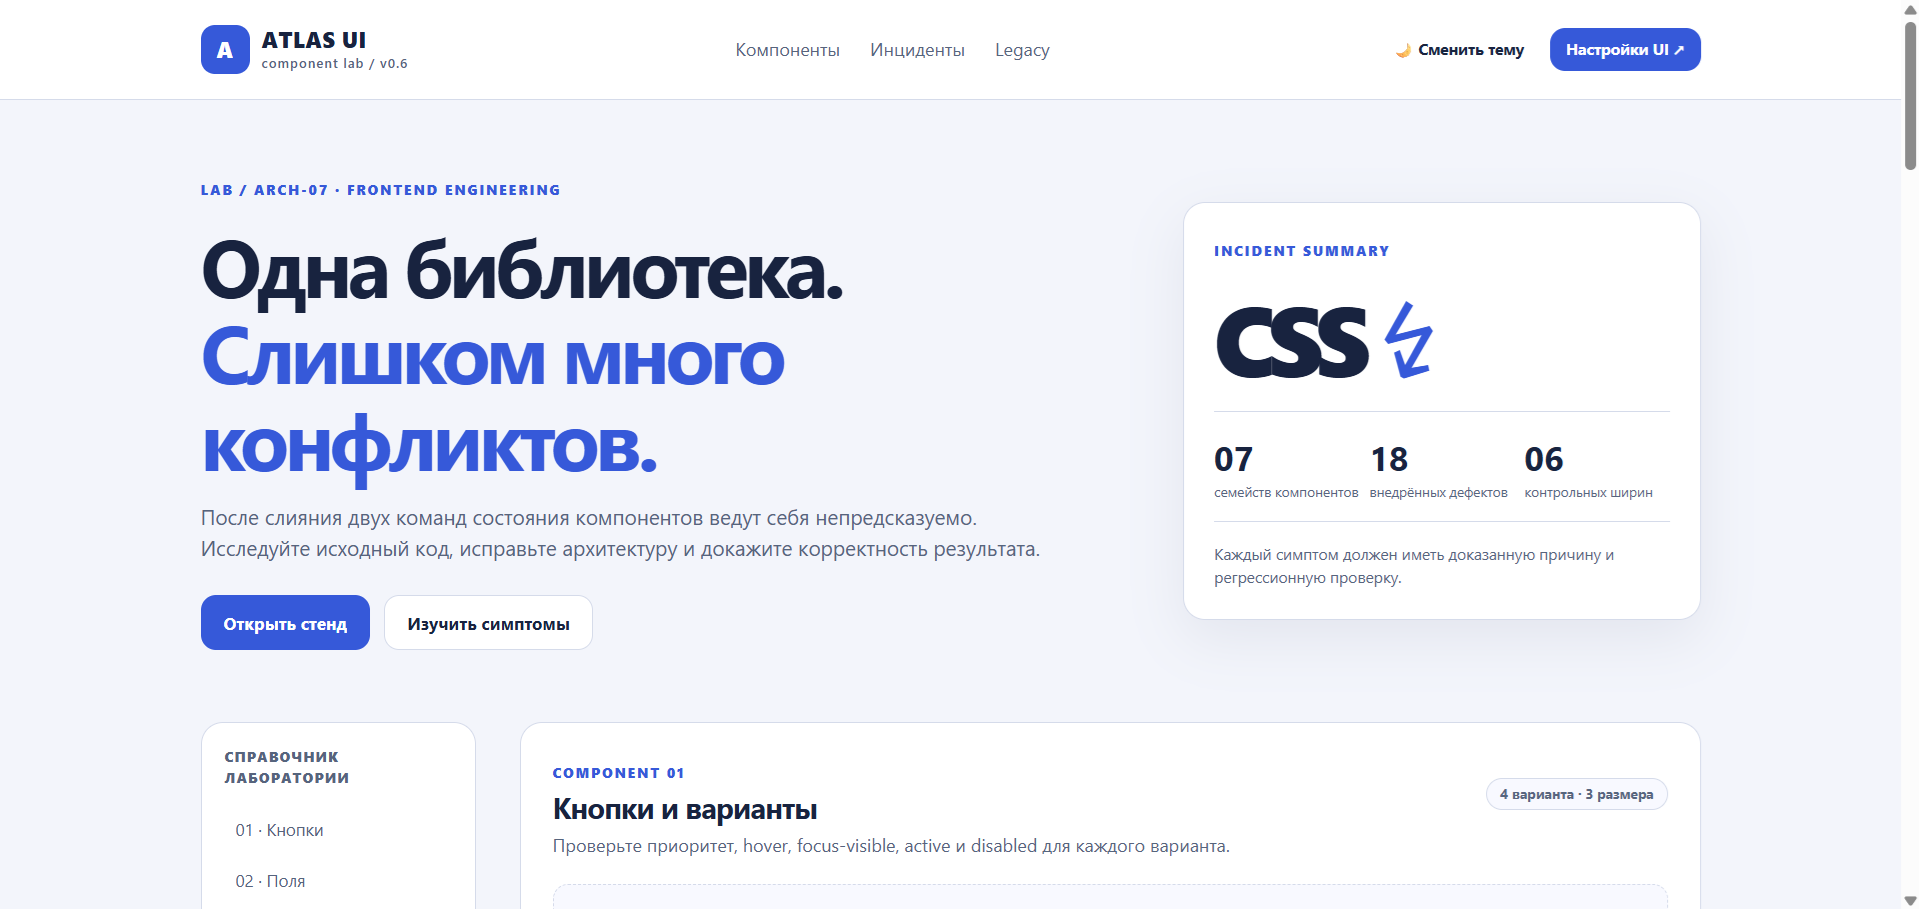 A
ATLAS UI
component lab / v0.6
Компоненты
Инциденты
Legacy
🌙 Сменить тему
Настройки UI ↗
LAB / ARCH-07 · FRONTEND ENGINEERING
Одна библиотека.
Слишком много
конфликтов.
После слияния двух команд состояния компонентов ведут себя непредсказуемо.
Исследуйте исходный код, исправьте архитектуру и докажите корректность результата.
Открыть стенд
Изучить симптомы
INCIDENT SUMMARY
CSS ↯
07
семейств компонентов
18
внедрённых дефектов
06
контрольных ширин
Каждый симптом должен иметь доказанную причину и
регрессионную проверку.
СПРАВОЧНИК
ЛАБОРАТОРИИ
01 · Кнопки
02 · Поля
COMPONENT 01
Кнопки и варианты
Проверьте приоритет, hover, focus-visible, active и disabled для каждого варианта.
4 варианта · 3 размера